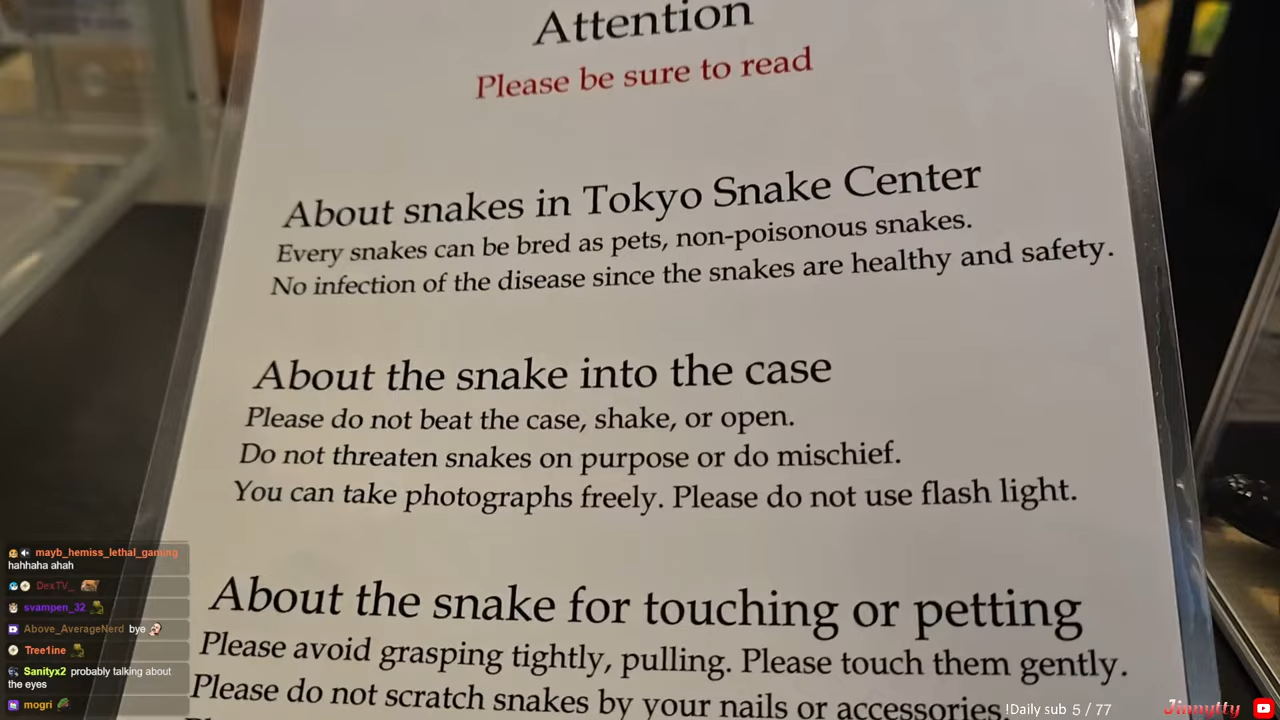 Attention
Please be sure to read
About snakes in Tokyo Snake Center
Every snakes can be bred as pets, non-poisonous snakes.
No infection of the disease since the snakes are healthy and safety.
About the snake into the case
Please do not beat the case, shake, or open.
Do not threaten snakes on purpose or do mischief.
You can take photographs freely. Please do not use flash light.
About the snake for touching or petting
Please avoid grasping tightly, pulling. Please touch them gently.
Please do not scratch snakes by your nails or accessories.
mayb_hemiss_lethal_gaming
hahhaha ahah
DexTV_
svampen_32
Above_AverageNerd bye
Tree1ine
Sanityx2 probably talking about
the eyes
mogri
!Daily sub 5 / 77
Jinnytty